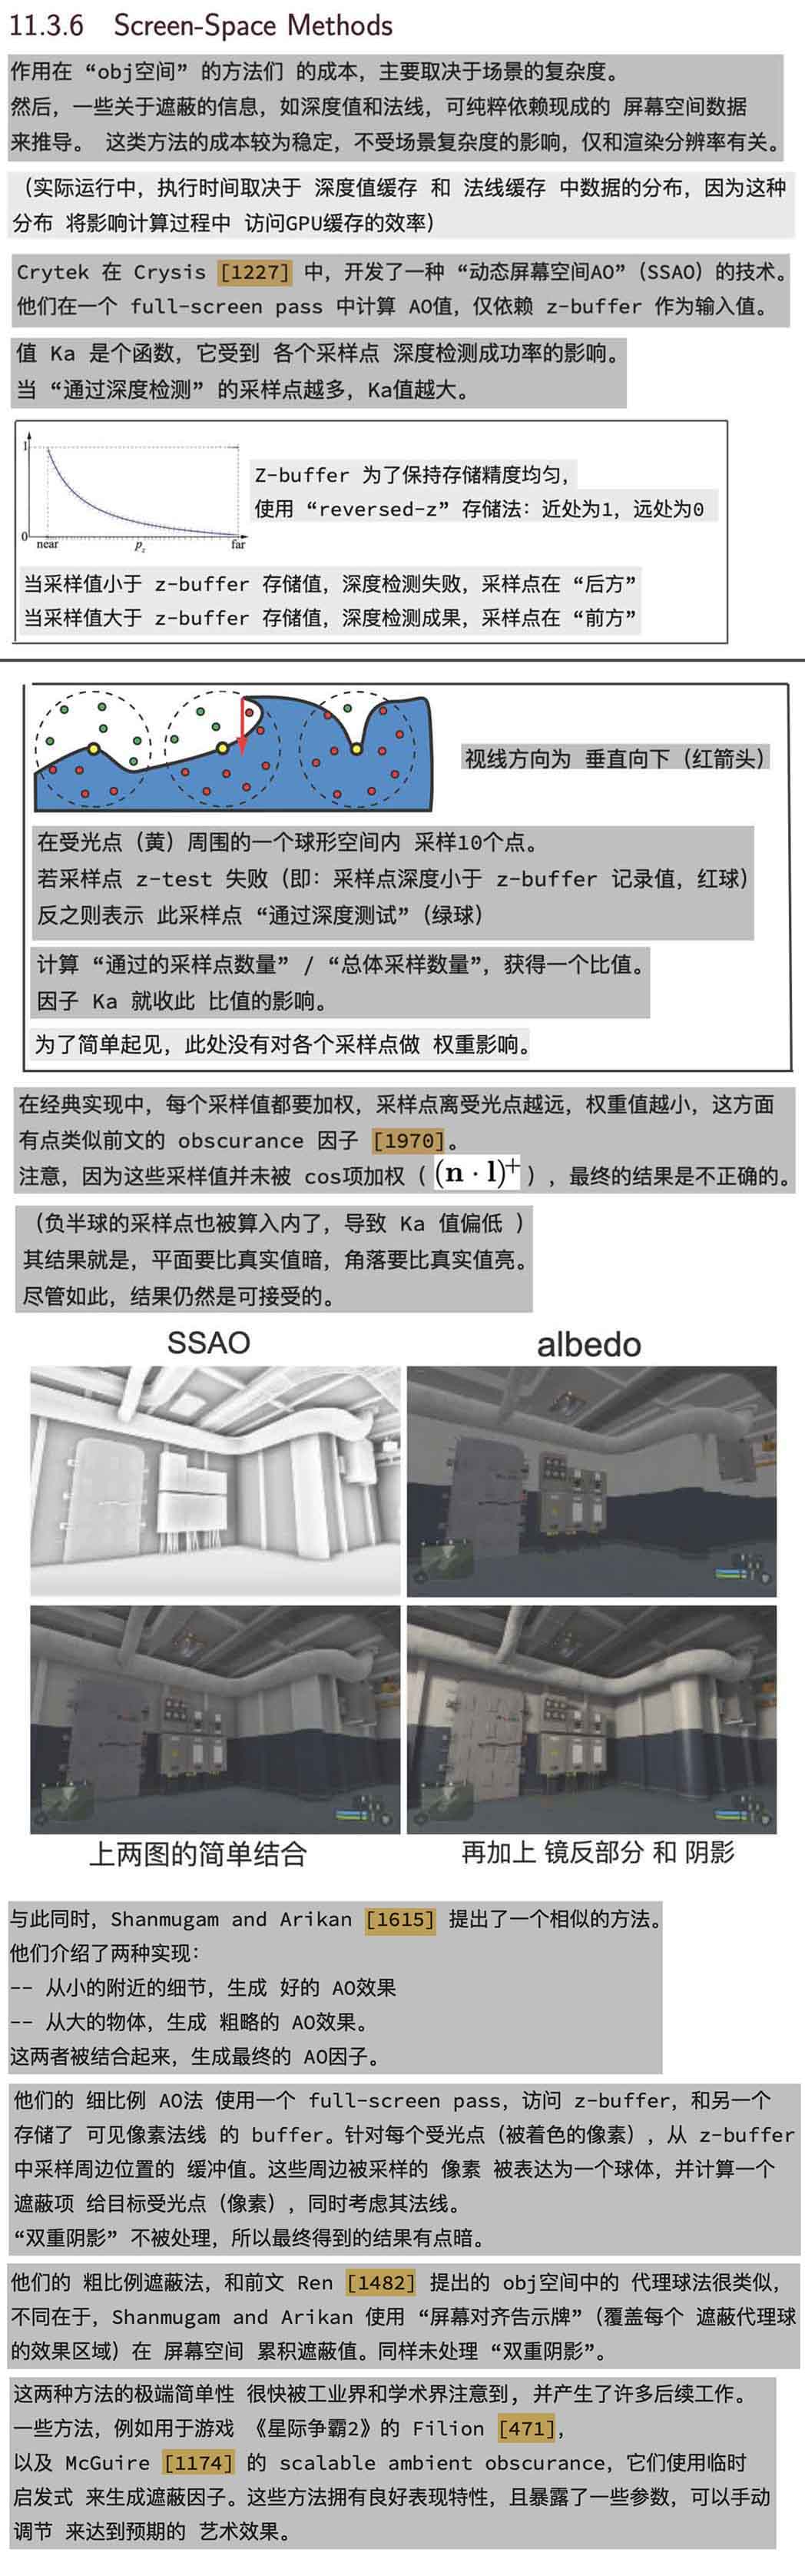 11.3.6 Screen-Space Methods
作用在 “obj空间” 的方法们 的成本，主要取决于场景的复杂度。
然后，一些关于遮蔽的信息，如深度值和法线，可纯粹依赖现成的 屏幕空间数据
来推导。 这类方法的成本较为稳定，不受场景复杂度的影响，仅和渲染分辨率有关。
（实际运行中，执行时间取决于 深度值缓存 和 法线缓存 中数据的分布，因为这种
分布 将影响计算过程中 访问GPU缓存的效率）
Crytek 在 Crysis [1227] 中，开发了一种 “动态屏幕空间AO”（SSAO）的技术。
他们在一个 full-screen pass 中计算 AO值，仅依赖 z-buffer 作为输入值。
值 Ka 是个函数，它受到 各个采样点 深度检测成功率的影响。
当 “通过深度检测” 的采样点越多，Ka值越大。
1
0
near
pz
far
Z-buffer 为了保持存储精度均匀，
使用 “reversed-z” 存储法：近处为1，远处为0
当采样值小于 z-buffer 存储值，深度检测失败，采样点在 “后方”
当采样值大于 z-buffer 存储值，深度检测成果，采样点在 “前方”
视线方向为 垂直向下（红箭头）
在受光点（黄）周围的一个球形空间内 采样10个点。
若采样点 z-test 失败（即：采样点深度小于 z-buffer 记录值，红球）
反之则表示 此采样点 “通过深度测试”（绿球）
计算 “通过的采样点数量” / “总体采样数量”，获得一个比值。
因子 Ka 就收此 比值的影响。
为了简单起见，此处没有对各个采样点做 权重影响。
在经典实现中，每个采样值都要加权，采样点离受光点越远，权重值越小，这方面
有点类似前文的 obscurance 因子 [1970]。
注意，因为这些采样值并未被 cos项加权（ (n · l)+ ），最终的结果是不正确的。
（负半球的采样点也被算入内了，导致 Ka 值偏低 ）
其结果就是，平面要比真实值暗，角落要比真实值亮。
尽管如此，结果仍然是可接受的。
SSAO
albedo
上两图的简单结合
再加上 镜反部分 和 阴影
与此同时，Shanmugam and Arikan [1615] 提出了一个相似的方法。
他们介绍了两种实现：
-- 从小的附近的细节，生成 好的 AO效果
-- 从大的物体，生成 粗略的 AO效果。
这两者被结合起来，生成最终的 AO因子。
他们的 细比例 AO法 使用一个 full-screen pass，访问 z-buffer，和另一个
存储了 可见像素法线 的 buffer。针对每个受光点（被着色的像素），从 z-buffer
中采样周边位置的 缓冲值。这些周边被采样的 像素 被表达为一个球体，并计算一个
遮蔽项 给目标受光点（像素），同时考虑其法线。
“双重阴影” 不被处理，所以最终得到的结果有点暗。
他们的 粗比例遮蔽法，和前文 Ren [1482] 提出的 obj空间中的 代理球法很类似，
不同在于，Shanmugam and Arikan 使用 “屏幕对齐告示牌”（覆盖每个 遮蔽代理球
的效果区域）在 屏幕空间 累积遮蔽值。同样未处理 “双重阴影”。
这两种方法的极端简单性 很快被工业界和学术界注意到，并产生了许多后续工作。
一些方法，例如用于游戏 《星际争霸2》的 Filion [471]，
以及 McGuire [1174] 的 scalable ambient obscurance，它们使用临时
启发式 来生成遮蔽因子。这些方法拥有良好表现特性，且暴露了一些参数，可以手动
调节 来达到预期的 艺术效果。